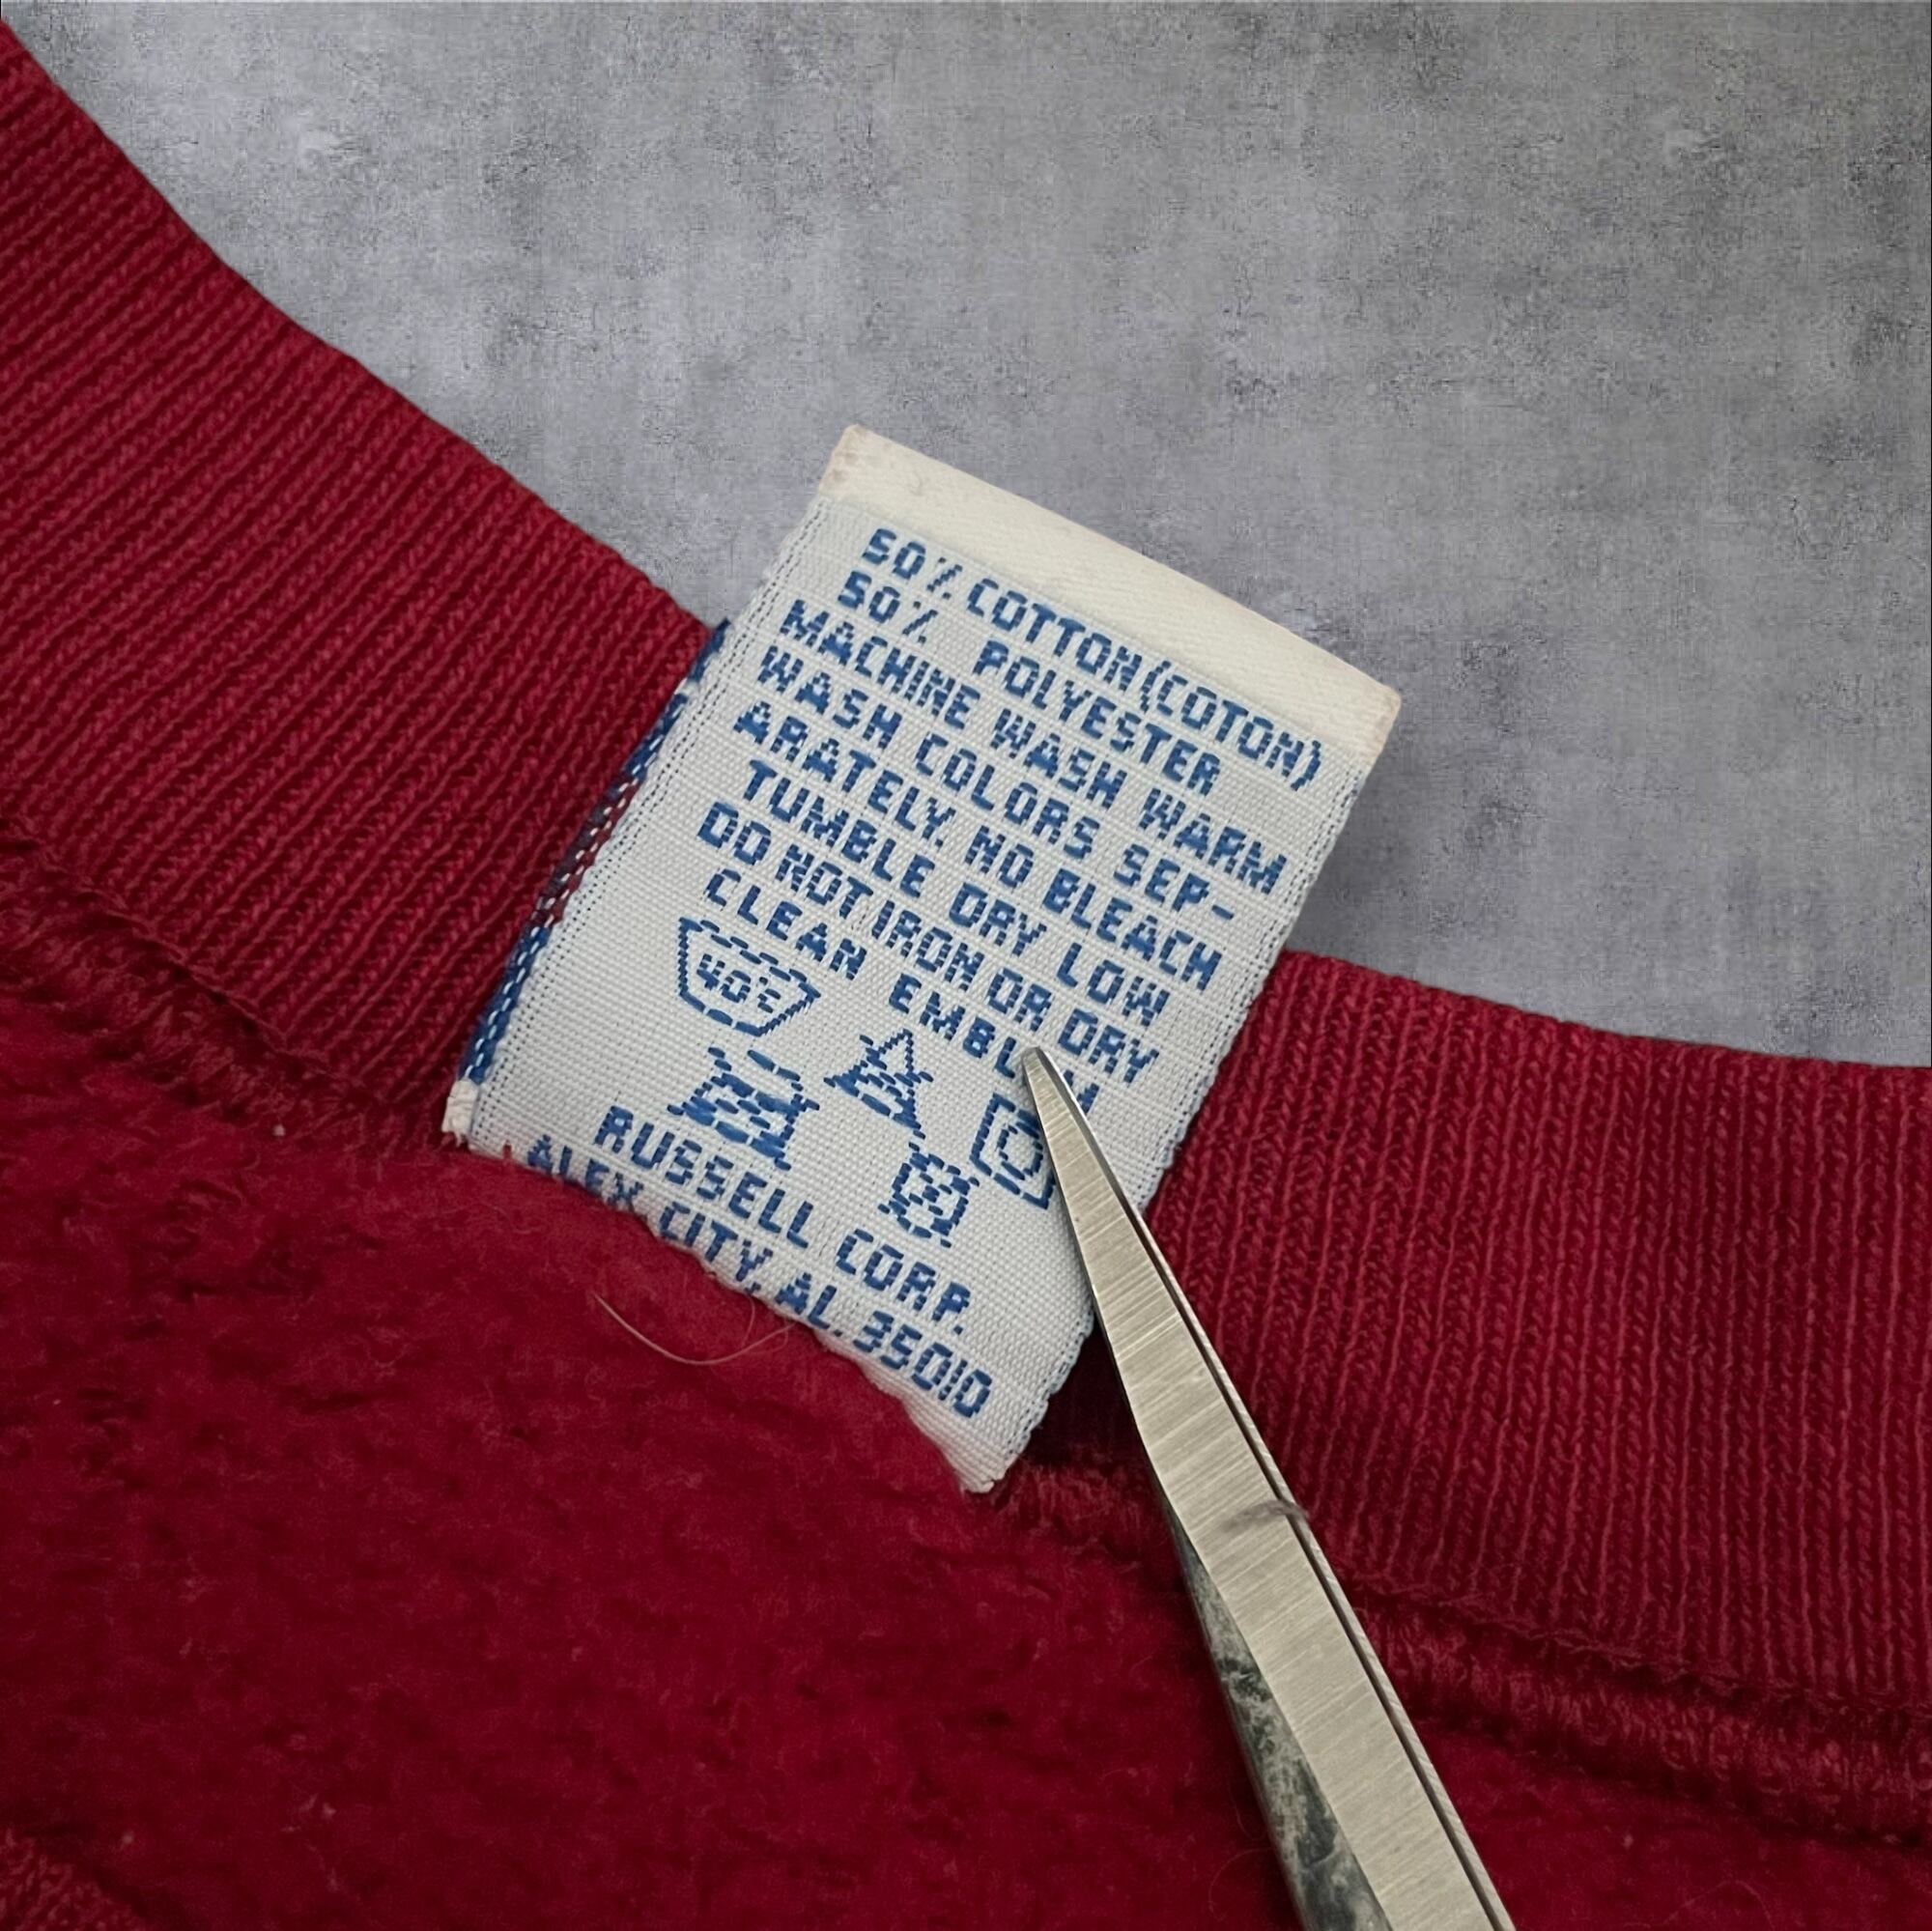 50% COTTON(COTON)
50% POLYESTER
MACHINE WASH WARM
WASH COLORS SEP-
ARATELY. NO BLEACH
TUMBLE DRY LOW
DO NOT IRON OR DRY
CLEAN EMBLEM
40°C
RUSSELL CORP.
ALEX CITY, AL. 35010